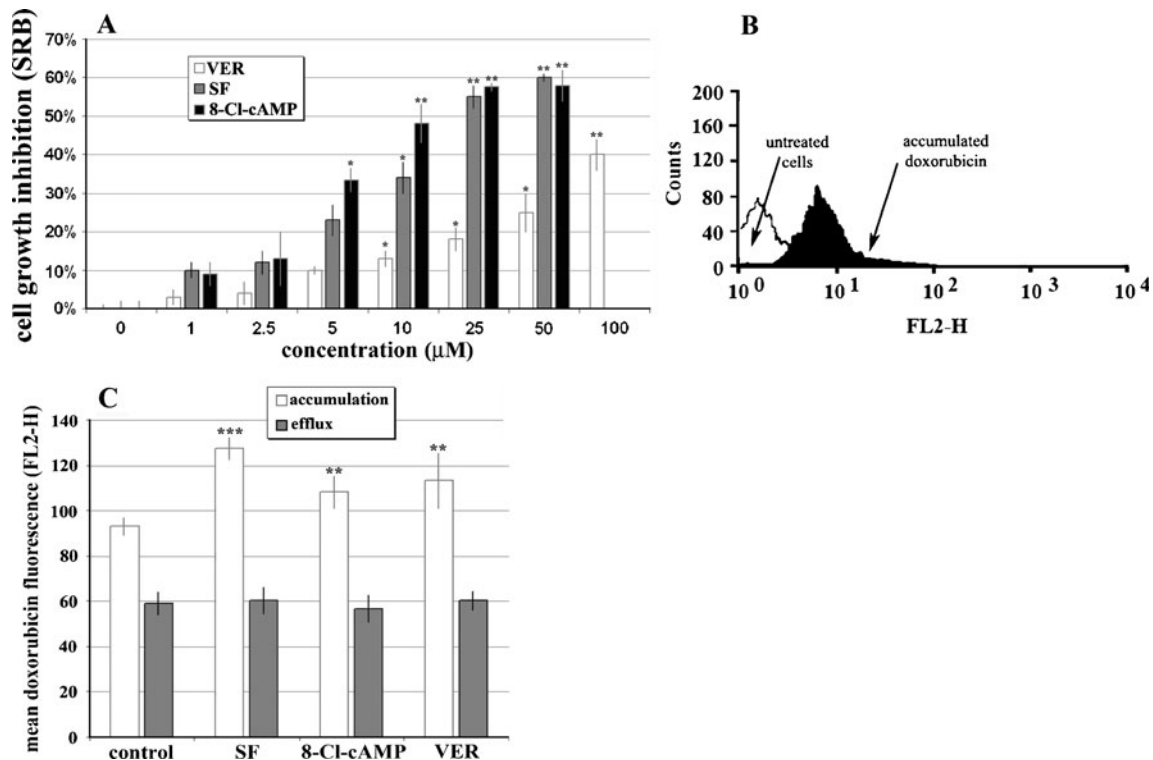 A
cell growth inhibition (SRB)
70%
60%
50%
40%
30%
20%
10%
0%
VER
SF
8-Cl-cAMP
* ** * ** ** ** ** **
* * * **
0 1 2.5 5 10 25 50 100
concentration (μM)
B
Counts
200
160
120
80
40
0
untreated
cells
accumulated
doxorubicin
10^0 10^1 10^2 10^3 10^4
FL2-H
C
mean doxorubicin fluorescence (FL2-H)
140
120
100
80
60
40
20
0
accumulation
efflux
*** ** **
control SF 8-Cl-cAMP VER